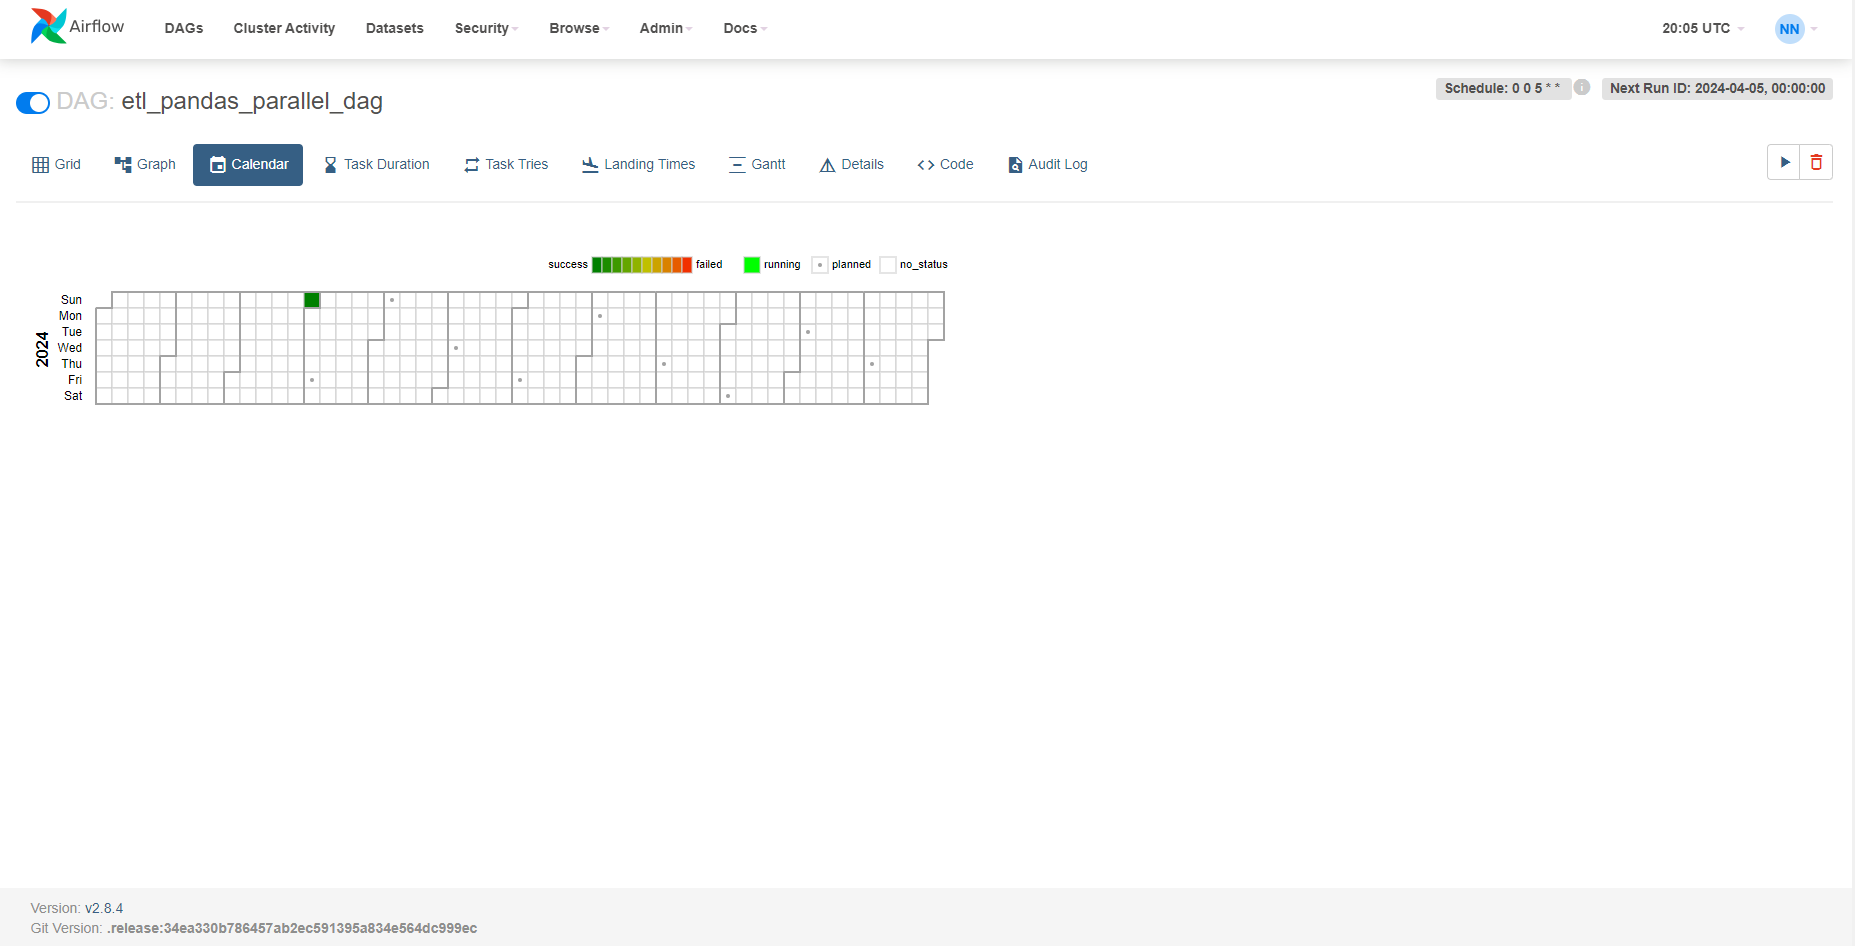 Airflow DAGs Cluster Activity Datasets Security Browse Admin Docs 20:05 UTC NN
DAG: etl_pandas_parallel_dag
Schedule: 0 0 5 * * i Next Run ID: 2024-04-05, 00:00:00
Grid Graph Calendar Task Duration Task Tries Landing Times Gantt Details Code Audit Log
success failed running planned no_status
2024
Sun
Mon
Tue
Wed
Thu
Fri
Sat
Version: v2.8.4
Git Version: .release:34ea330b786457ab2ec591395a834e564dc999ec